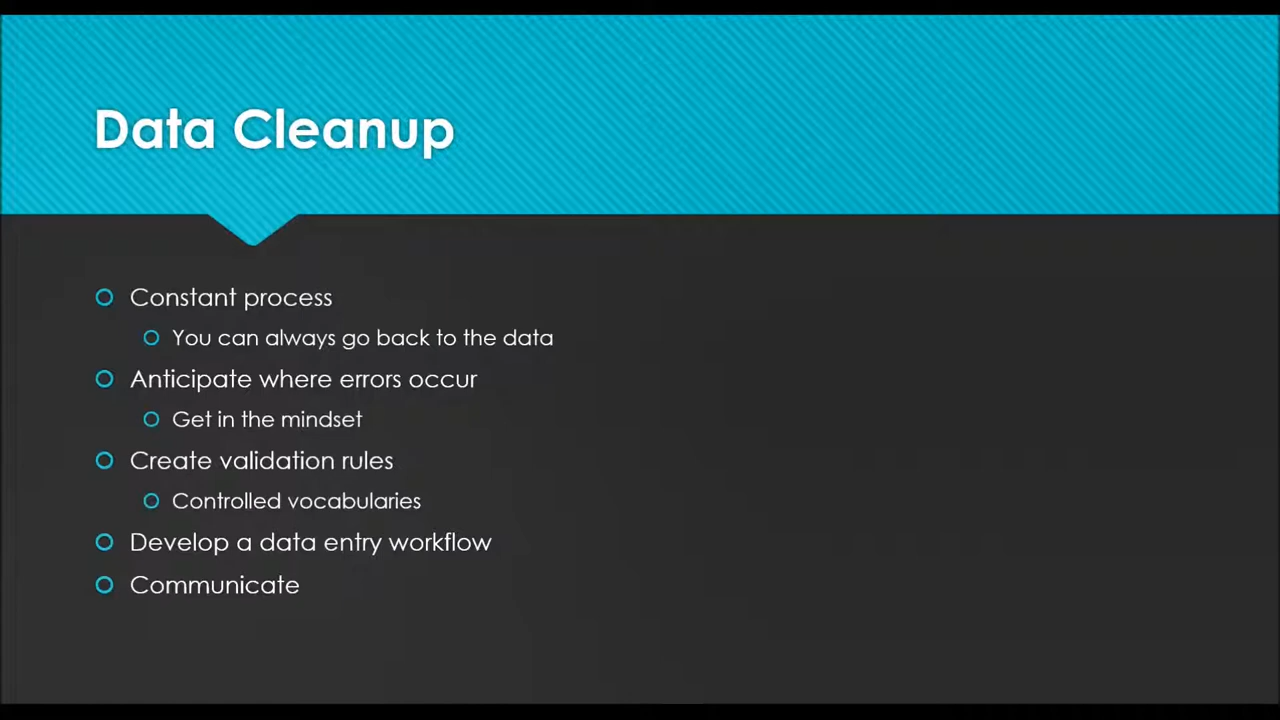 Data Cleanup
Constant process
You can always go back to the data
Anticipate where errors occur
Get in the mindset
Create validation rules
Controlled vocabularies
Develop a data entry workflow
Communicate